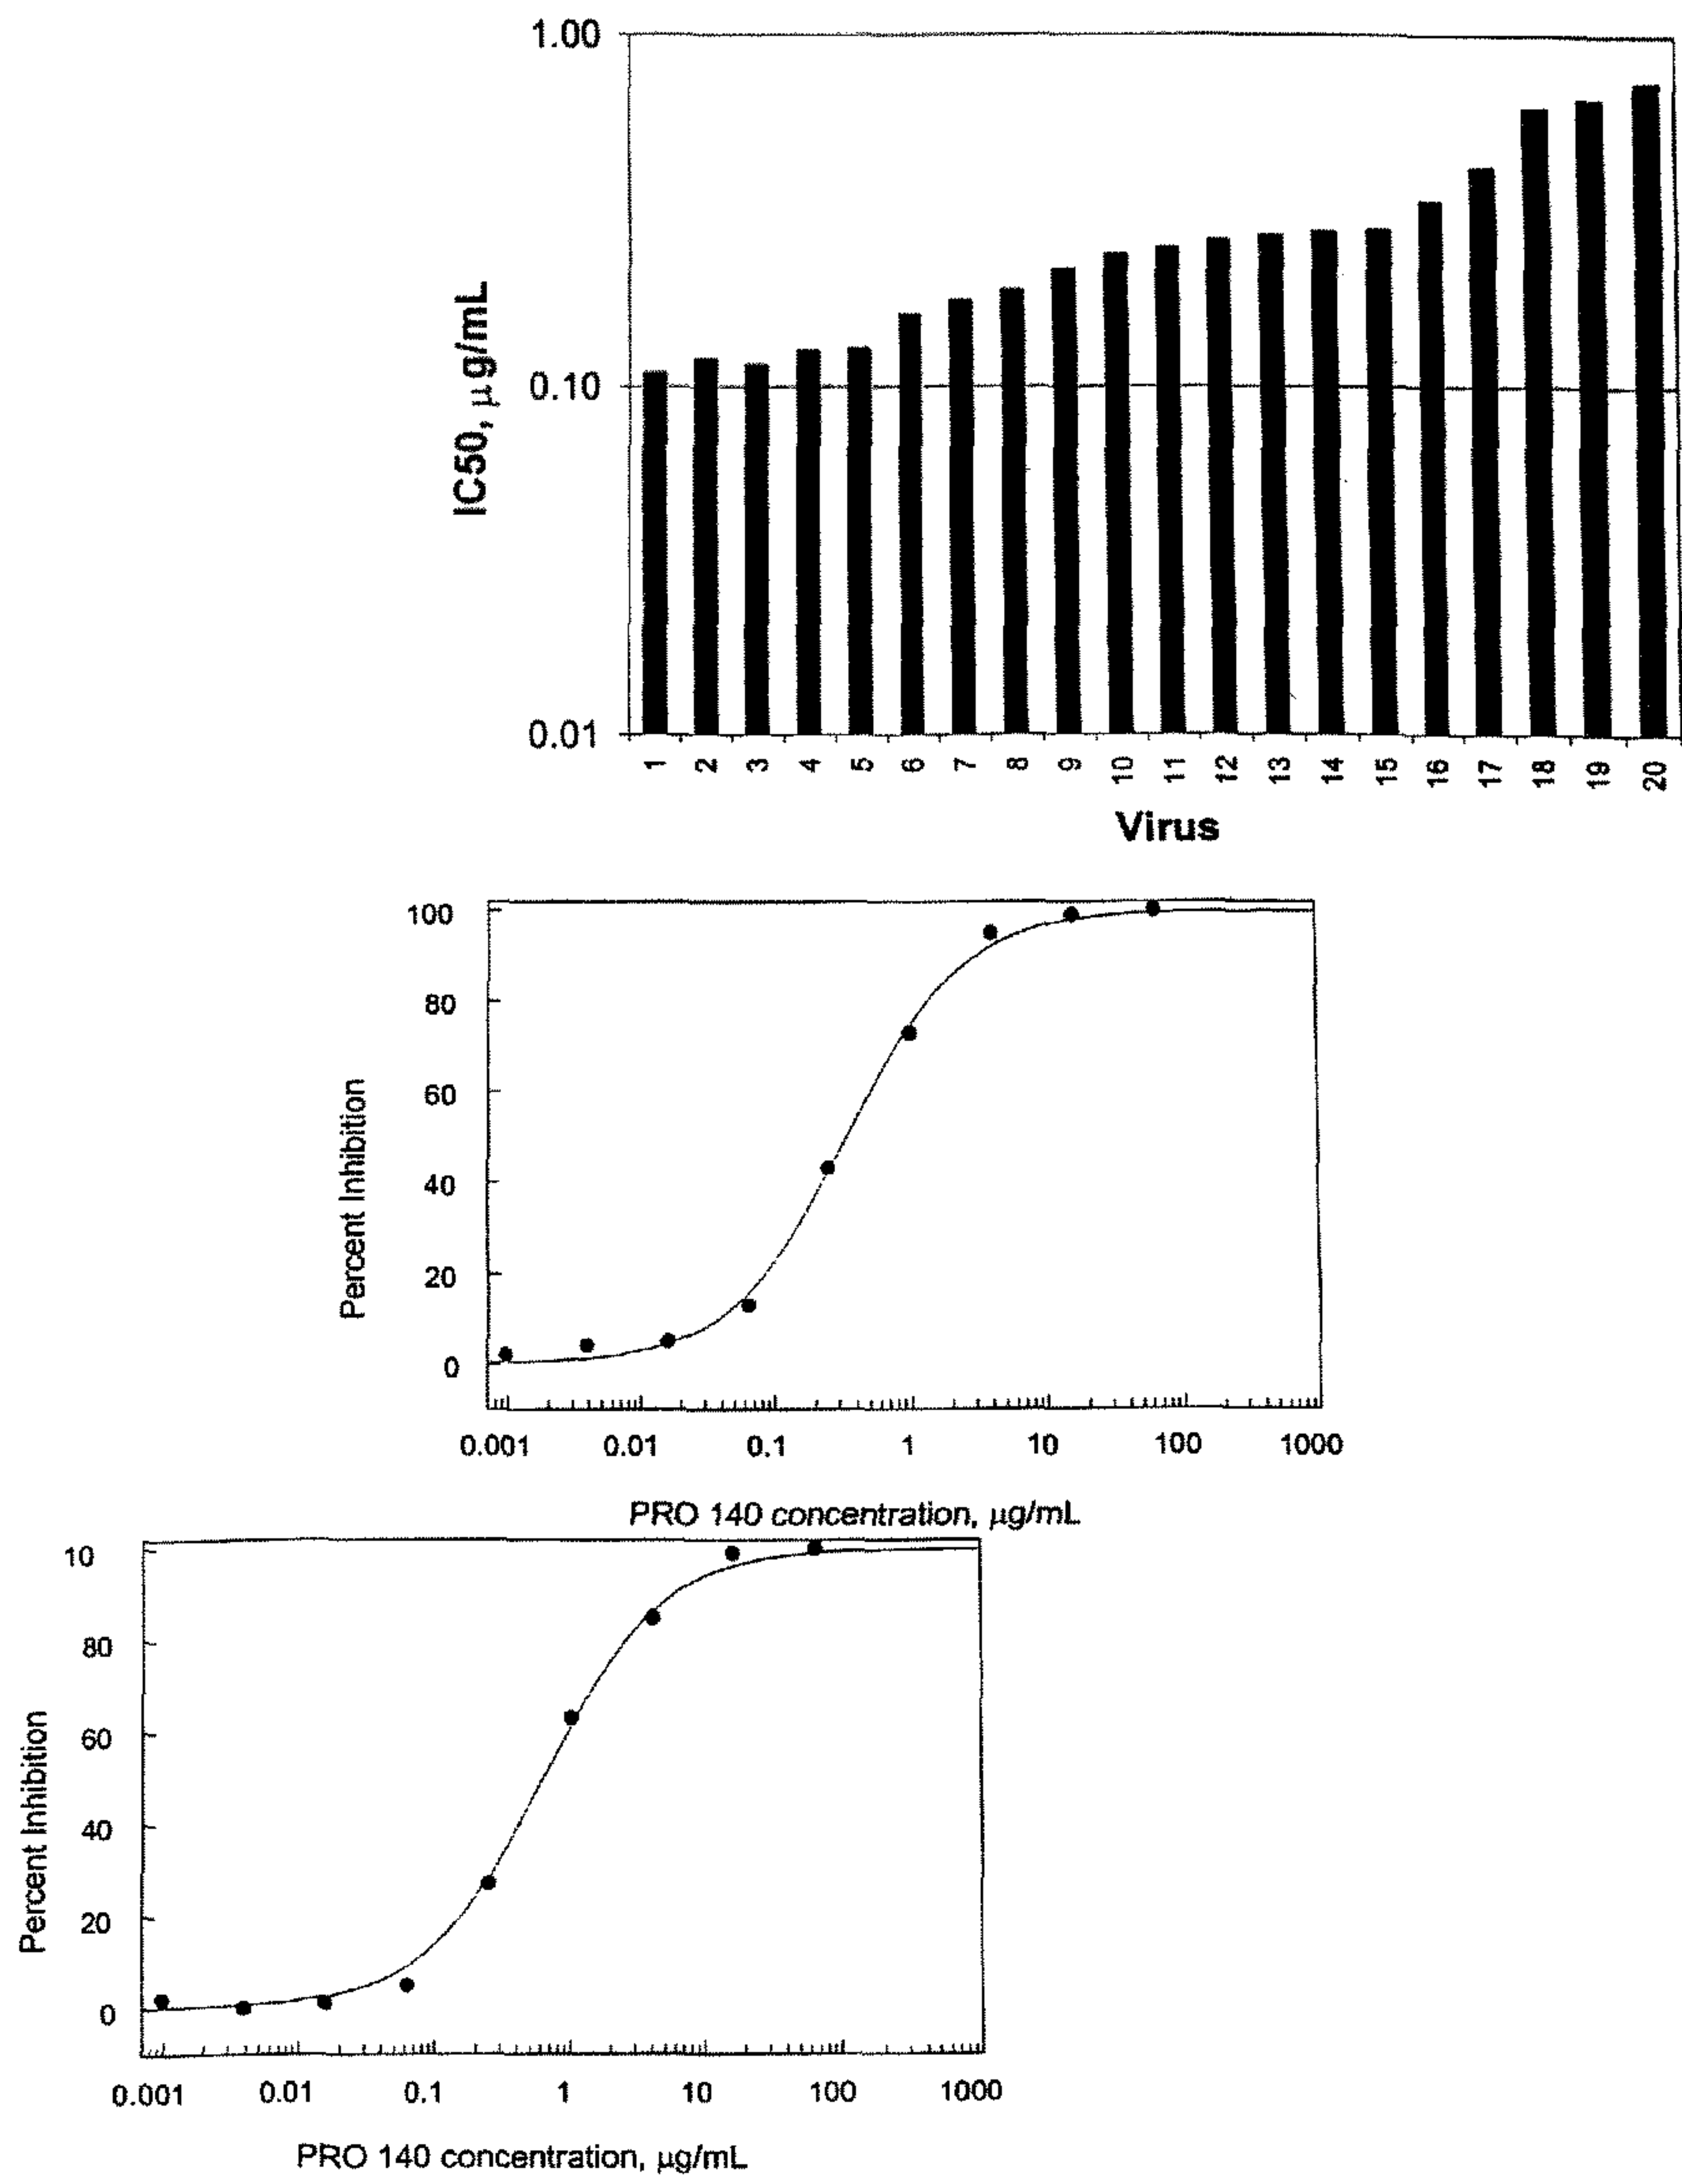 1.00
0.10
0.01
IC50, µg/mL
1 2 3 4 5 6 7 8 9 10 11 12 13 14 15 16 17 18 19 20
Virus
100
80
60
40
20
0
Percent Inhibition
0.001 0.01 0.1 1 10 100 1000
PRO 140 concentration, µg/mL
10
80
60
40
20
0
Percent Inhibition
0.001 0.01 0.1 1 10 100 1000
PRO 140 concentration, µg/mL